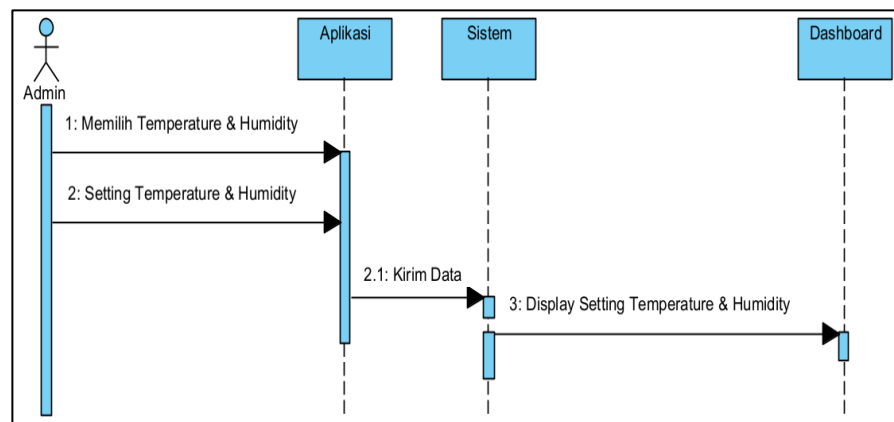 Aplikasi
Sistem
Dashboard
Admin
1: Memilih Temperature & Humidity
2: Setting Temperature & Humidity
2.1: Kirim Data
3: Display Setting Temperature & Humidity